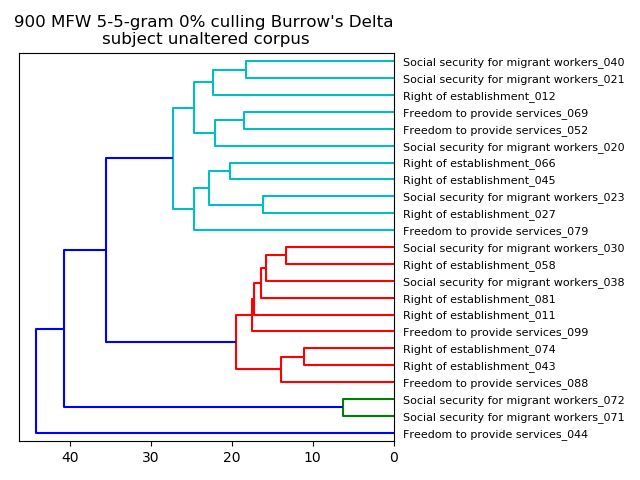 900 MFW 5-5-gram 0% culling Burrow's Delta
subject unaltered corpus
Social security for migrant workers_040
Social security for migrant workers_021
Right of establishment_012
Freedom to provide services_069
Freedom to provide services_052
Social security for migrant workers_020
Right of establishment_066
Right of establishment_045
Social security for migrant workers_023
Right of establishment_027
Freedom to provide services_079
Social security for migrant workers_030
Right of establishment_058
Social security for migrant workers_038
Right of establishment_081
Right of establishment_011
Freedom to provide services_099
Right of establishment_074
Right of establishment_043
Freedom to provide services_088
Social security for migrant workers_072
Social security for migrant workers_071
Freedom to provide services_044
40 30 20 10 0